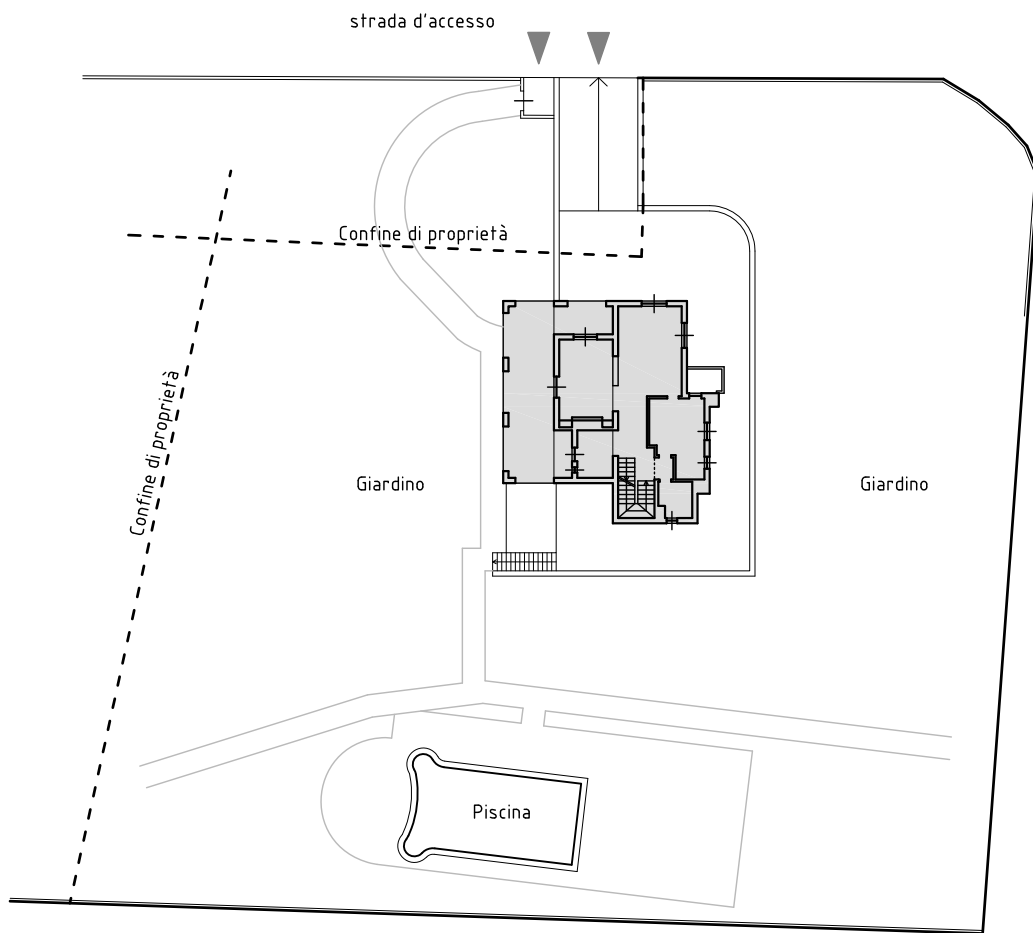 strada d'accesso
Confine di proprietà
Confine di proprietà
Giardino
Giardino
Piscina